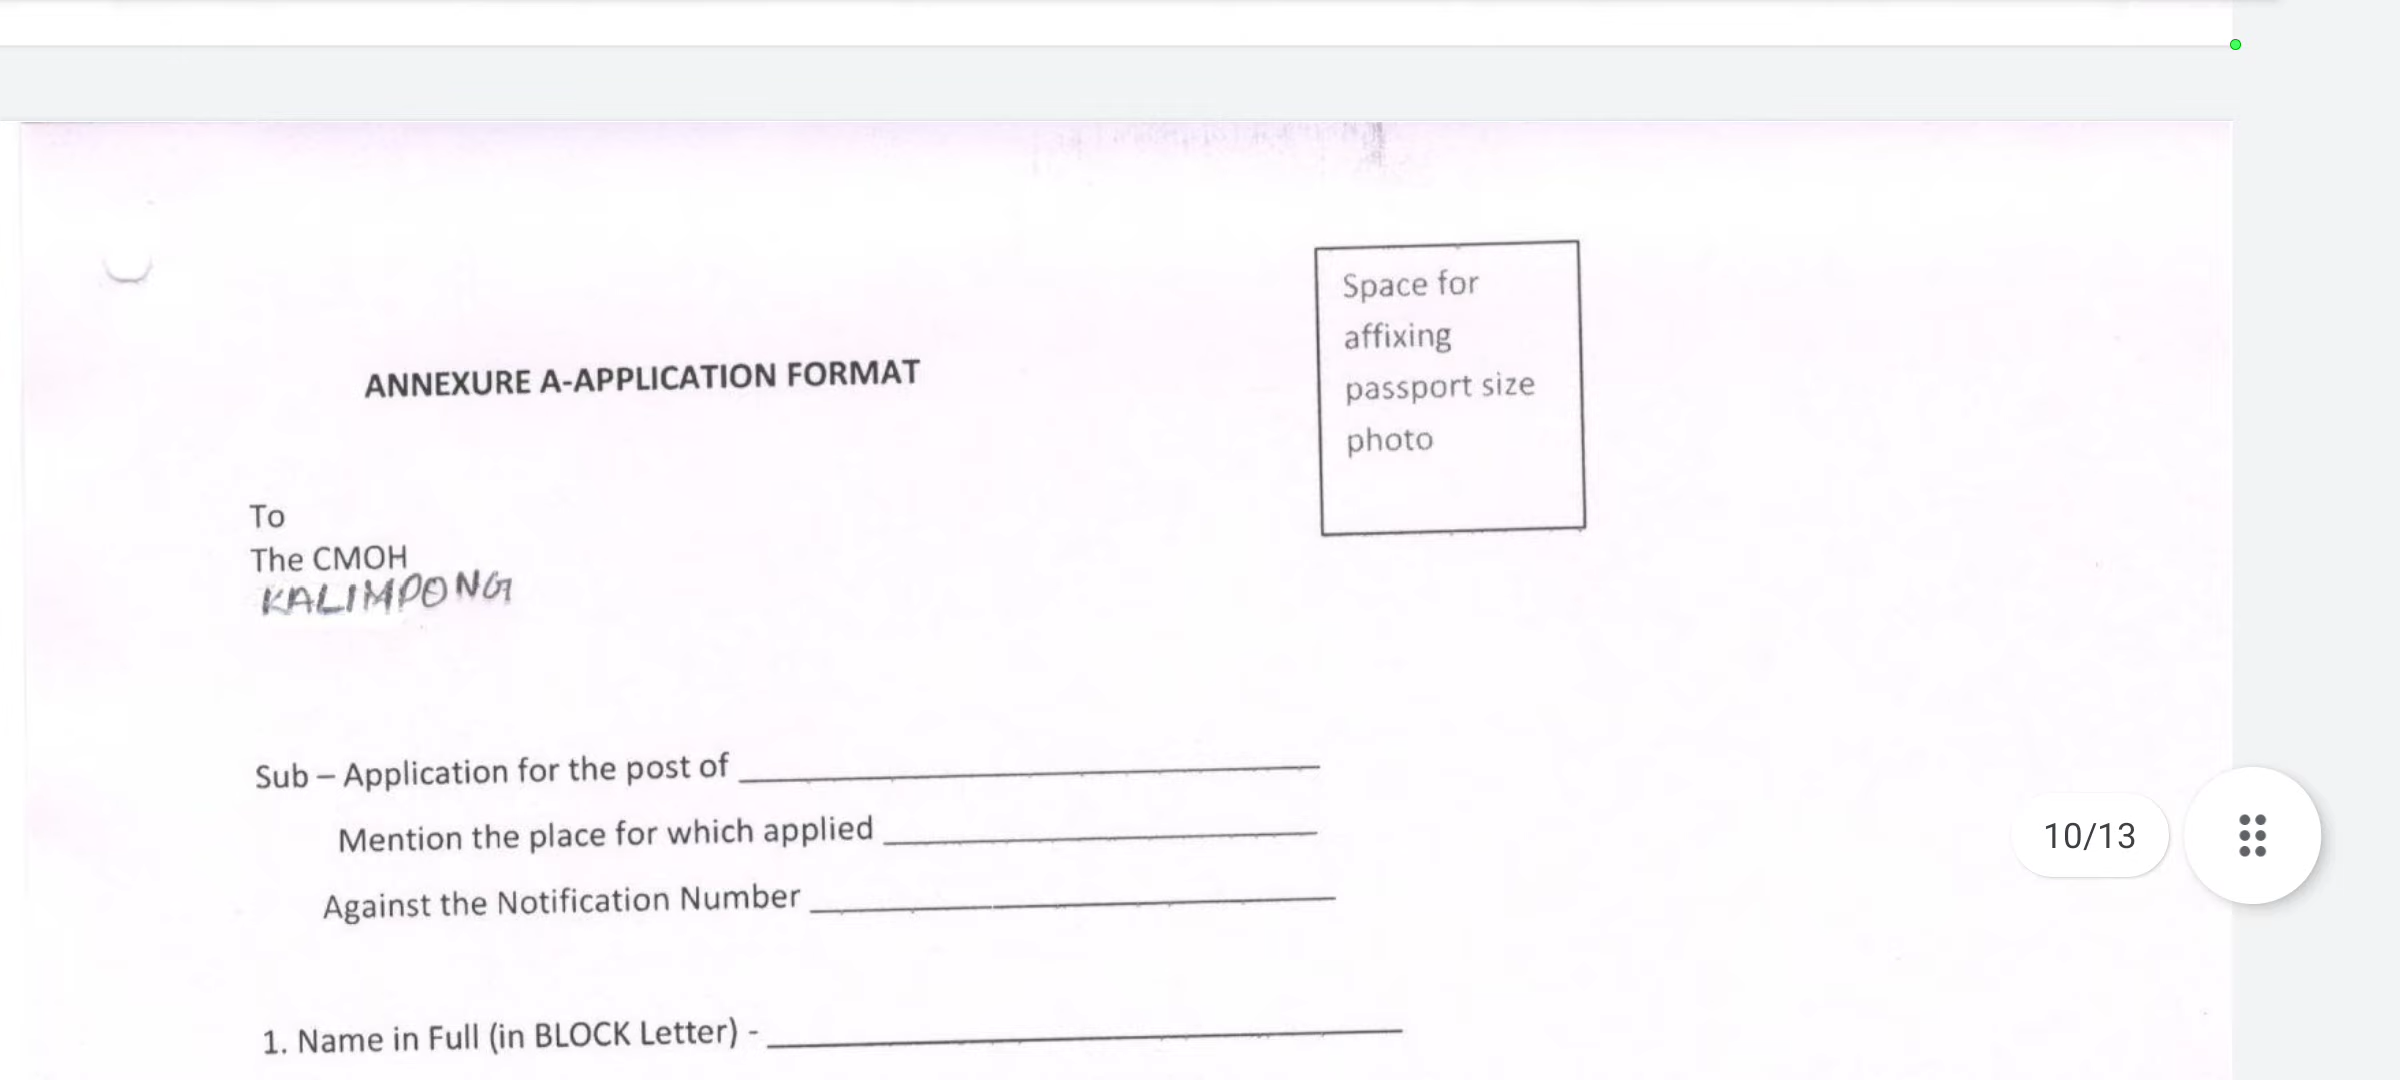 ANNEXURE A-APPLICATION FORMAT
Space for
affixing
passport size
photo
To
The CMOH
KALIMPONG
Sub – Application for the post of
Mention the place for which applied
Against the Notification Number
10/13
1. Name in Full (in BLOCK Letter) -